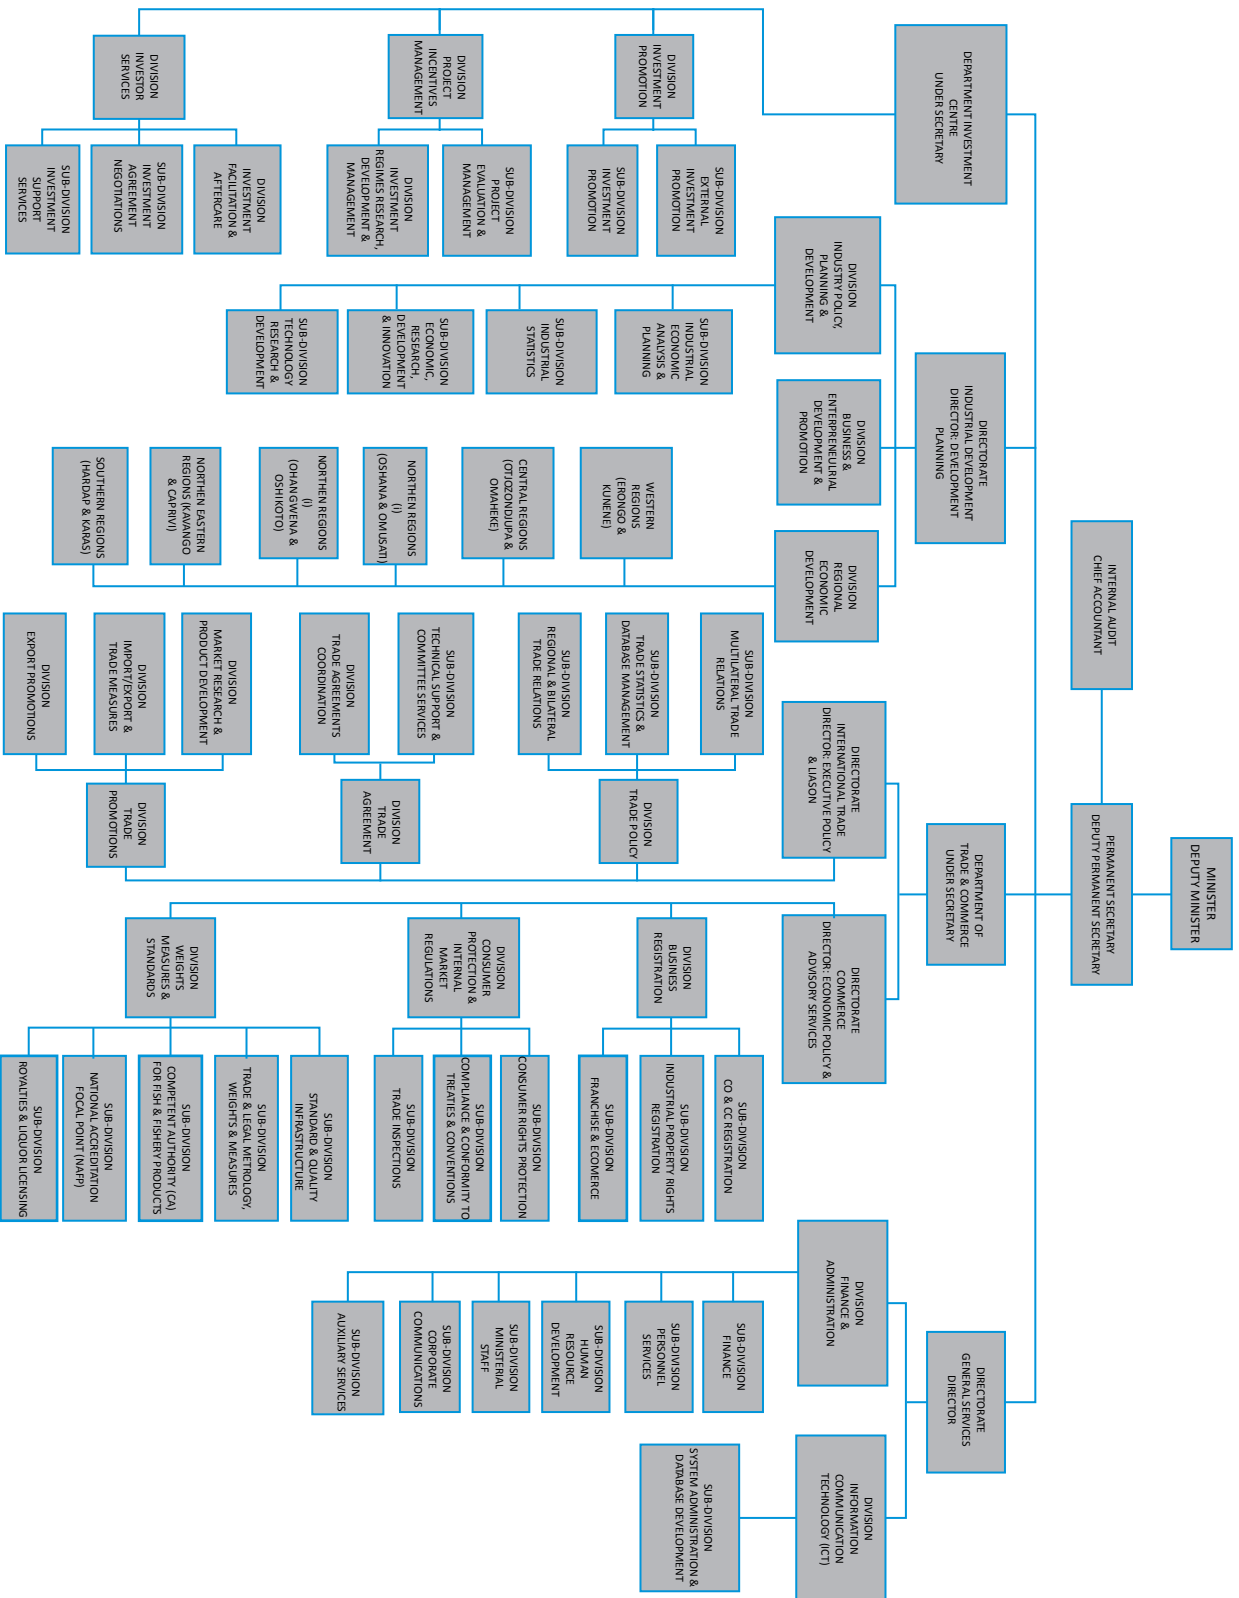 MINISTER
DEPUTY MINISTER
PERMANENT SECRETARY
DEPUTY PERMANENT SECRETARY
INTERNAL AUDIT
CHIEF ACCOUNTANT
DEPARTMENT INVESTMENT
CENTRE
UNDER SECRETARY
DIVISION
INVESTMENT
PROMOTION
SUB-DIVISION
EXTERNAL
INVESTMENT
PROMOTION
SUB-DIVISION
INVESTMENT
PROMOTION
DIVISION
PROJECT
INCENTIVES
MANAGEMENT
SUB-DIVISION
PROJECT
EVALUATION &
MANAGEMENT
DIVISION
INVESTMENT
REGIMES RESEARCH,
DEVELOPMENT &
MANAGEMENT
DIVISION
INVESTOR
SERVICES
DIVISION
INVESTMENT
FACILITATION &
AFTERCARE
SUB-DIVISION
INVESTMENT
AGREEMENT
NEGOTIATIONS
SUB-DIVISION
INVESTMENT
SUPPORT
SERVICES
DIRECTORATE
INDUSTRIAL DEVELOPMENT
DIRECTOR: DEVELOPMENT
PLANNING
DIVISION
INDUSTRY POLICY,
PLANNING &
DEVELOPMENT
SUB-DIVISION
INDUSTRIAL
ECONOMIC
ANALYSIS &
PLANNING
SUB-DIVISION
INDUSTRIAL
STATISTICS
SUB-DIVISION
ECONOMIC,
RESEARCH,
DEVELOPMENT
& INNOVATION
SUB-DIVISION
TECHNOLOGY
RESEARCH &
DEVELOPMENT
DIVISION
BUSINESS &
ENTERPRENEULRIAL
DEVELOPMENT &
PROMOTION
DIVISION
REGIONAL
ECONOMIC
DEVELOPMENT
WESTERN
REGIONS
(ERONGO &
KUNENE)
CENTRAL REGIONS
(OTJOZONDJUPA &
OMAHEKE)
NORTHEN REGIONS
(i)
(OSHANA & OMUSATI)
NORTHEN REGIONS
(i)
(OHANGWENA &
OSHIKOTO)
NORTHEN EASTERN
REGIONS (KAVANGO
& CAPRIVI)
SOUTHERN REGIONS
(HARDAP & KARAS)
DEPARTMENT OF
TRADE & COMMERCE
UNDER SECRETARY
DIRECTORATE
INTERNATIONAL TRADE
DIRECTOR: EXECUTIVE POLICY
& LIASON
DIVISION
TRADE POLICY
SUB-DIVISION
MULTILATERAL TRADE
RELATIONS
SUB-DIVISION
TRADE STATISTICS &
DATABASE MANAGEMENT
SUB-DIVISION
REGIONAL & BILATERAL
TRADE RELATIONS
DIVISION
TRADE
AGREEMENT
SUB-DIVISION
TECHNICAL SUPPORT &
COMMITTEE SERVICES
DIVISION
TRADE AGREEMENTS
COORDINATION
DIVISION
TRADE
PROMOTIONS
DIVISION
MARKET RESEARCH &
PRODUCT DEVELOPMENT
DIVISION
IMPORT/EXPORT &
TRADE MEASURES
DIVISION
EXPORT PROMOTIONS
DIRECTORATE
COMMERCE
DIRECTOR: ECONOMIC POLICY &
ADVISORY SERVICES
DIVISION
BUSINESS
REGISTRATION
SUB-DIVISION
CO & CC REGISTRATION
SUB-DIVISION
INDUSTRIAL PROPERTY RIGHTS
REGISTRATION
SUB-DIVISION
FRANCHISE & ECOMERCE
DIVISION
CONSUMER
PROTECTION &
INTERNAL
MARKET
REGULATIONS
SUB-DIVISION
CONSUMER RIGHTS PROTECTION
SUB-DIVISION
COMPLIANCE & CONFORMITY TO
TREATIES & CONVENTIONS
SUB-DIVISION
TRADE INSPECTIONS
DIVISION
WEIGHTS
MEASURES &
STANDARDS
SUB-DIVISION
STANDARD & QUALITY
INFRASTRUCTURE
SUB-DIVISION
TRADE & LEGAL METROLOGY,
WEIGHTS & MEASURES
SUB-DIVISION
COMPETENT AUTHORITY (CA)
FOR FISH & FISHERY PRODUCTS
SUB-DIVISION
NATIONAL ACCREDITATION
FOCAL POINT (NAFP)
SUB-DIVISION
ROYALTIES & LIQUOR LICENSING
DIRECTORATE
GENERAL SERVICES
DIRECTOR
DIVISION
FINANCE &
ADMINISTRATION
SUB-DIVISION
FINANCE
SUB-DIVISION
PERSONNEL
SERVICES
SUB-DIVISION
HUMAN
RESOURCE
DEVELOPMENT
SUB-DIVISION
MINISTERIAL
STAFF
SUB-DIVISION
CORPORATE
COMMUNICATIONS
SUB-DIVISION
AUXILIARY SERVICES
DIVISION
INFORMATION
COMMUNICATION
TECHNOLOGY (ICT)
SUB-DIVISION
SYSTEM ADMINISTRATION &
DATABASE DEVELOPMENT